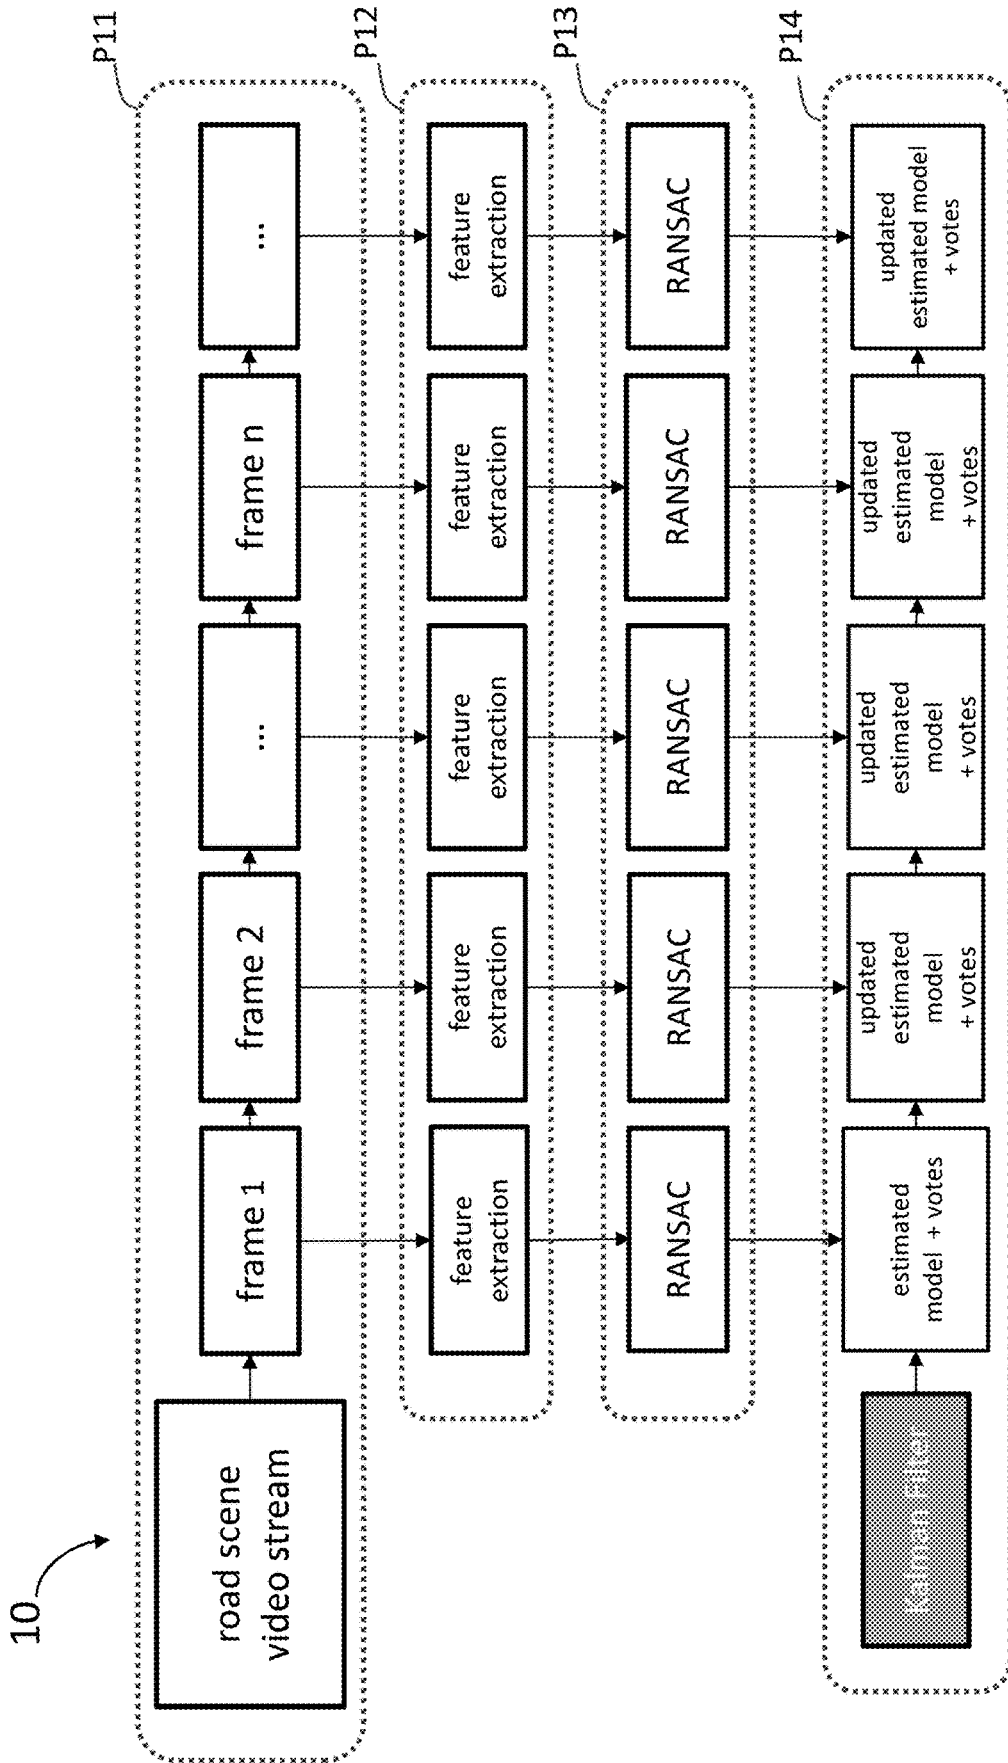 10
P11
road scene
video stream
frame 1
frame 2
...
frame n
...
P12
feature
extraction
feature
extraction
feature
extraction
feature
extraction
feature
extraction
P13
RANSAC
RANSAC
RANSAC
RANSAC
RANSAC
P14
Kalman Filter
estimated
model + votes
updated
estimated
model
+ votes
updated
estimated
model
+ votes
updated
estimated
model
+ votes
updated
estimated model
+ votes